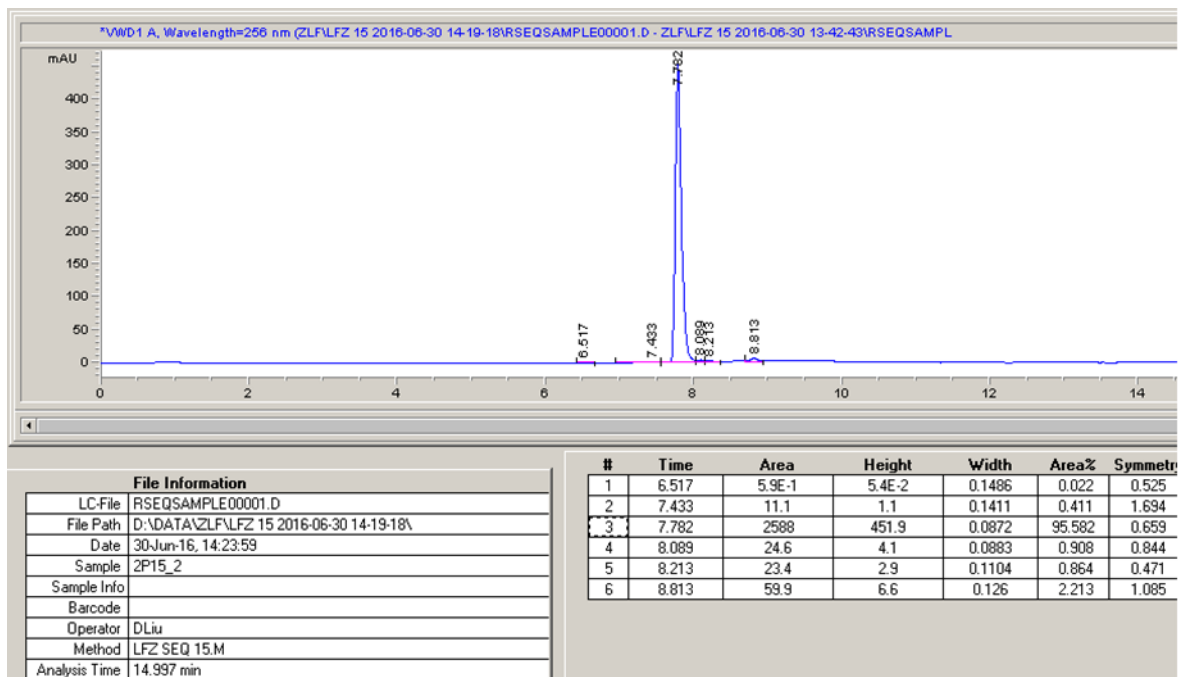 *VWD1 A, Wavelength=256 nm (ZLF\LFZ 15 2016-06-30 14-19-18\RSEQSAMPLE00001.D - ZLF\LFZ 15 2016-06-30 13-42-43\RSEQSAMPL
mAU
400
350
300
250
200
150
100
50
0
6.517
7.433
7.782
8.089
8.213
8.813
0 2 4 6 8 10 12 14
File Information
LC-File RSEQSAMPLE00001.D
File Path D:\DATA\ZLF\LFZ 15 2016-06-30 14-19-18\
Date 30-Jun-16, 14:23:59
Sample 2P15_2
Sample Info
Barcode
Operator DLiu
Method LFZ SEQ 15.M
Analysis Time 14.997 min
# Time Area Height Width Area% Symmetry
1 6.517 5.9E-1 5.4E-2 0.1486 0.022 0.525
2 7.433 11.1 1.1 0.1411 0.411 1.694
3 7.782 2588 451.9 0.0872 95.582 0.659
4 8.089 24.6 4.1 0.0883 0.908 0.844
5 8.213 23.4 2.9 0.1104 0.864 0.471
6 8.813 59.9 6.6 0.126 2.213 1.085